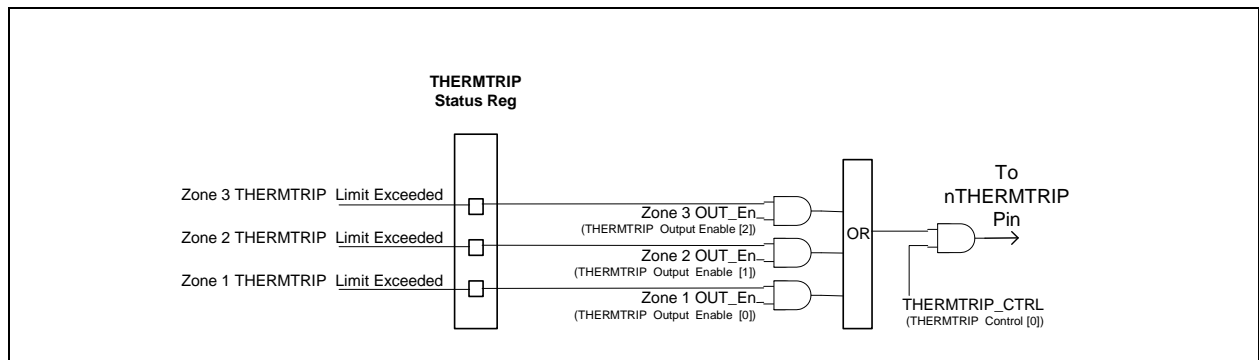 THERMTRIP
Status Reg
Zone 3 THERMTRIP Limit Exceeded
Zone 3 OUT_En
(THERMTRIP Output Enable [2])
Zone 2 THERMTRIP Limit Exceeded
Zone 2 OUT_En
(THERMTRIP Output Enable [1])
Zone 1 THERMTRIP Limit Exceeded
Zone 1 OUT_En
(THERMTRIP Output Enable [0])
OR
To
nTHERMTRIP
Pin
THERMTRIP_CTRL
(THERMTRIP Control [0])